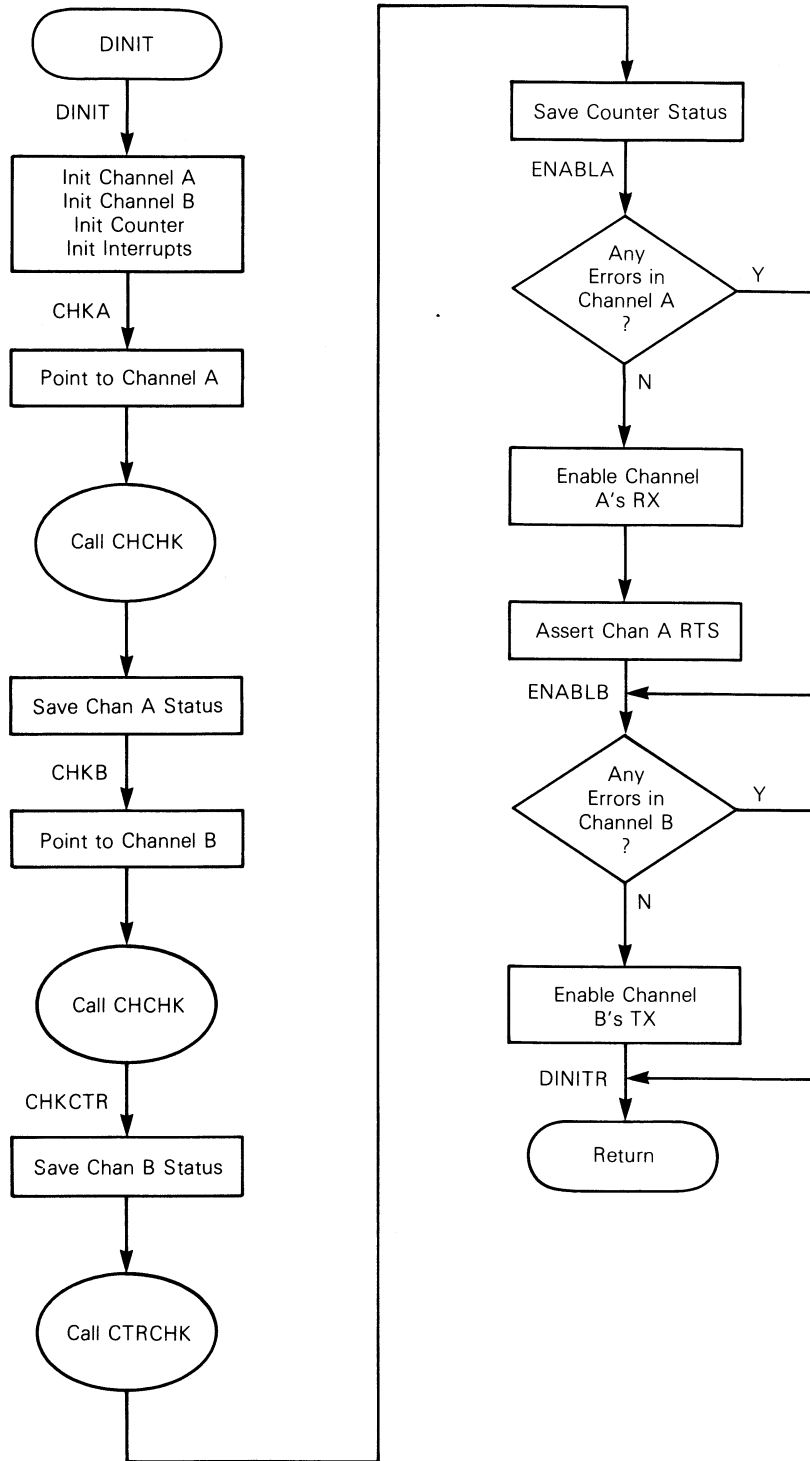 DINIT
DINIT
Init Channel A
Init Channel B
Init Counter
Init Interrupts
CHKA
Point to Channel A
Call CHCHK
Save Chan A Status
CHKB
Point to Channel B
Call CHCHK
CHKCTR
Save Chan B Status
Call CTRCHK
Save Counter Status
ENABLA
Any
Errors in
Channel A
?
Y
N
Enable Channel
A's RX
Assert Chan A RTS
ENABLB
Any
Errors in
Channel B
?
Y
N
Enable Channel
B's TX
DINITR
Return